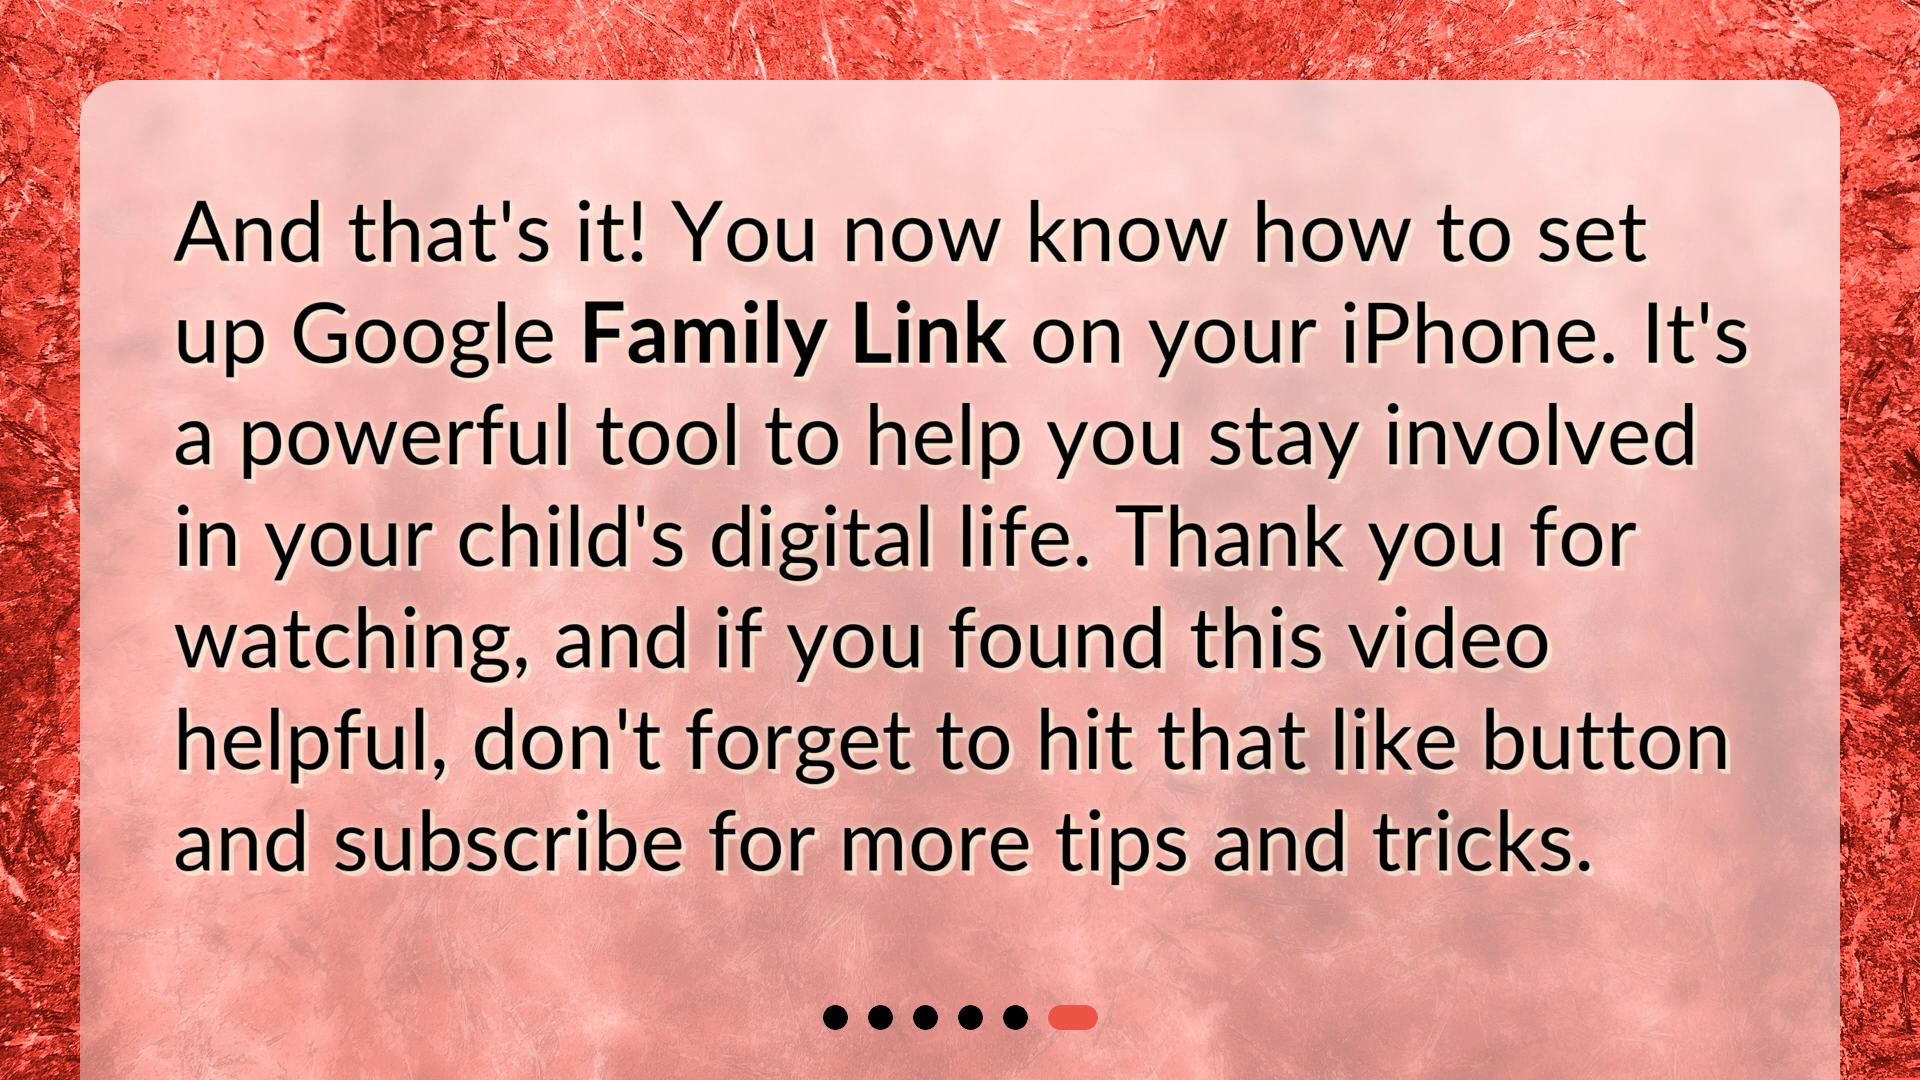 And that's it! You now know how to set
up Google Family Link on your iPhone. It's
a powerful tool to help you stay involved
in your child's digital life. Thank you for
watching, and if you found this video
helpful, don't forget to hit that like button
and subscribe for more tips and tricks.